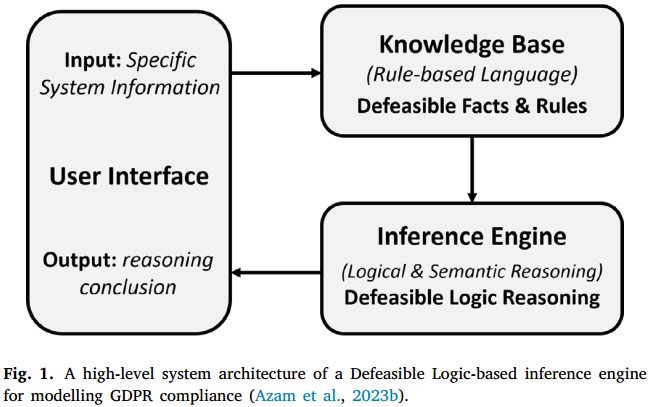 Input: Specific
System Information
User Interface
Output: reasoning
conclusion
Knowledge Base
(Rule-based Language)
Defeasible Facts & Rules
Inference Engine
(Logical & Semantic Reasoning)
Defeasible Logic Reasoning
Fig. 1. A high-level system architecture of a Defeasible Logic-based inference engine
for modelling GDPR compliance (Azam et al., 2023b).